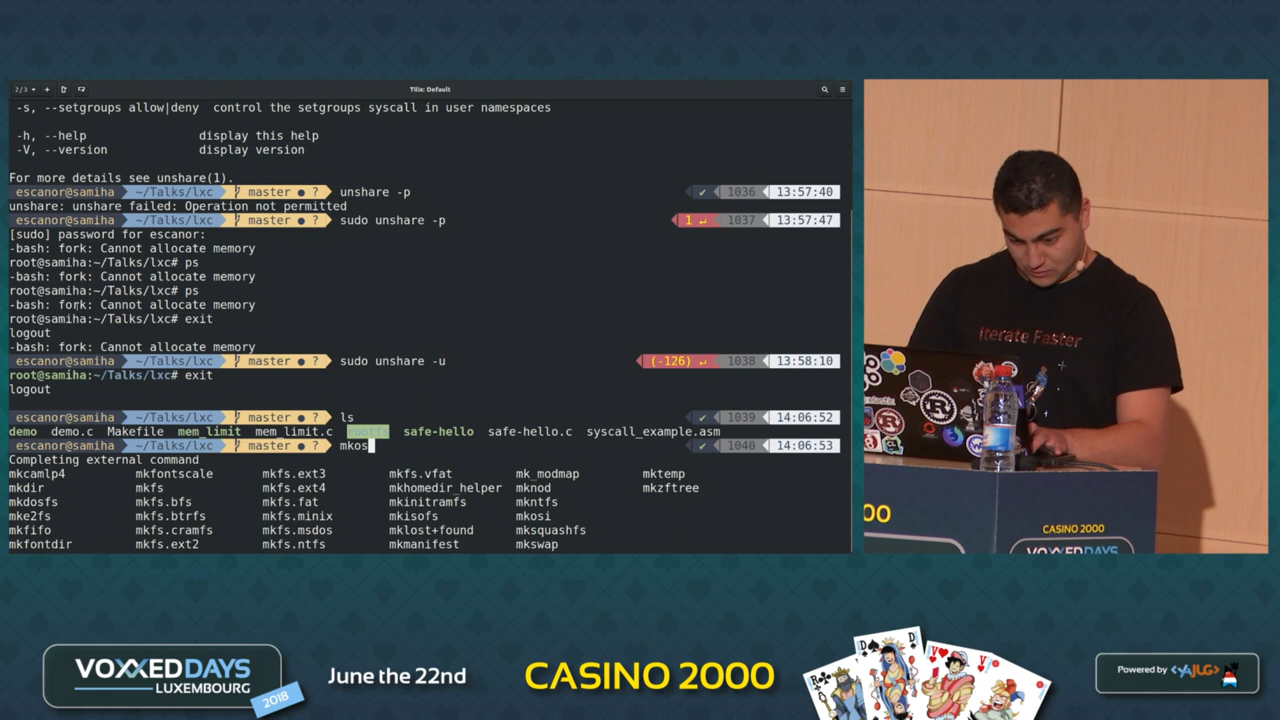 2/3
Tilix: Default
-s, --setgroups allow|deny control the setgroups syscall in user namespaces
-h, --help display this help
-V, --version display version
For more details see unshare(1).
escanor@samiha ~/Talks/lxc master ● ? unshare -p ✔ 1036 13:57:40
unshare: unshare failed: Operation not permitted
escanor@samiha ~/Talks/lxc master ● ? sudo unshare -p 1 ↵ 1037 13:57:47
[sudo] password for escanor:
-bash: fork: Cannot allocate memory
root@samiha:~/Talks/lxc# ps
-bash: fork: Cannot allocate memory
root@samiha:~/Talks/lxc# ps
-bash: fork: Cannot allocate memory
root@samiha:~/Talks/lxc# exit
logout
-bash: fork: Cannot allocate memory
escanor@samiha ~/Talks/lxc master ● ? sudo unshare -u (-126) ↵ 1038 13:58:10
root@samiha:~/Talks/lxc# exit
logout
escanor@samiha ~/Talks/lxc master ● ? ls ✔ 1039 14:06:52
demo demo.c Makefile mem_limit mem_limit.c rootfs safe-hello safe-hello.c syscall_example.asm
escanor@samiha ~/Talks/lxc master ● ? mkos ✔ 1040 14:06:53
Completing external command
mkcamlp4 mkfontscale mkfs.ext3 mkfs.vfat mk_modmap mktemp
mkdir mkfs mkfs.ext4 mkhomedir_helper mknod mkzftree
mkdosfs mkfs.bfs mkfs.fat mkinitramfs mkntfs
mke2fs mkfs.btrfs mkfs.minix mkisofs mkosi
mkfifo mkfs.cramfs mkfs.msdos mklost+found mksquashfs
mkfontdir mkfs.ext2 mkfs.ntfs mkmanifest mkswap
Iterate Faster
00
CASINO 2000
VOXXEDDAYS
VOXXEDDAYS
LUXEMBOURG
2018
June the 22nd
CASINO 2000
Powered by <YAJUG>